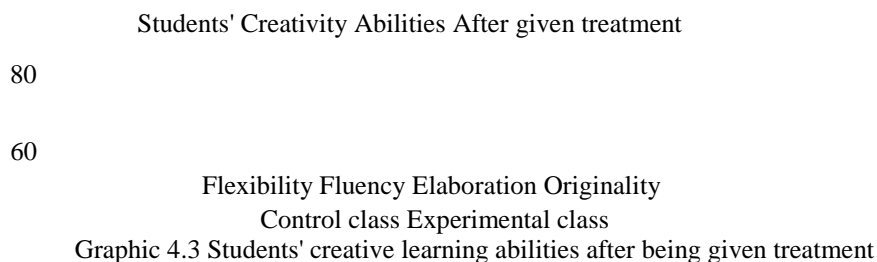 Students' Creativity Abilities After given treatment
80
60
Flexibility Fluency Elaboration Originality
Control class Experimental class
Graphic 4.3 Students' creative learning abilities after being given treatment